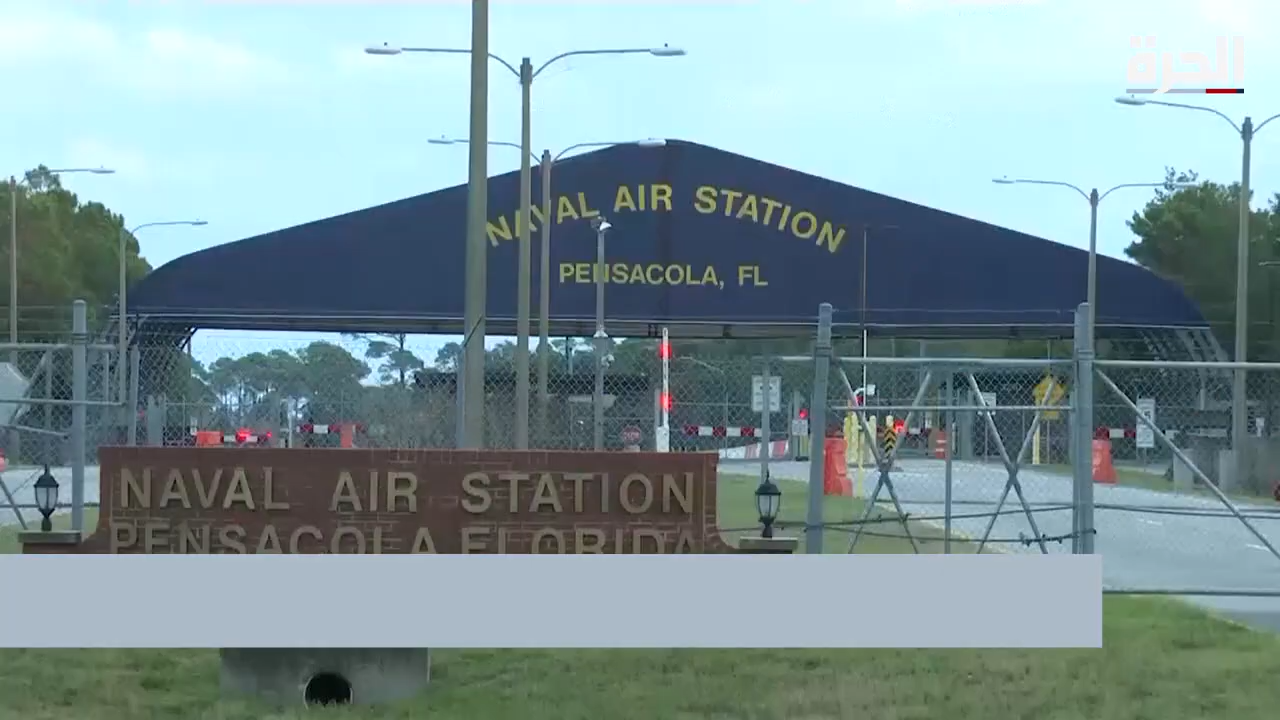 الحرة
NAVAL AIR STATION
PENSACOLA, FL
NAVAL AIR STATION
PENSACOLA FLORIDA